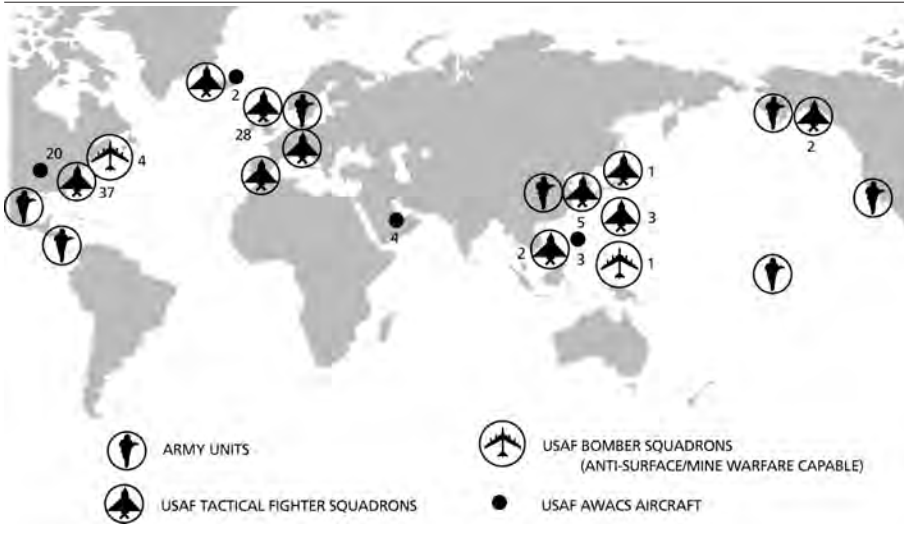 2
28
20
4
37
2
1
5
3
4
2
3
1
ARMY UNITS
USAF BOMBER SQUADRONS
(ANTI-SURFACE/MINE WARFARE CAPABLE)
USAF TACTICAL FIGHTER SQUADRONS
USAF AWACS AIRCRAFT